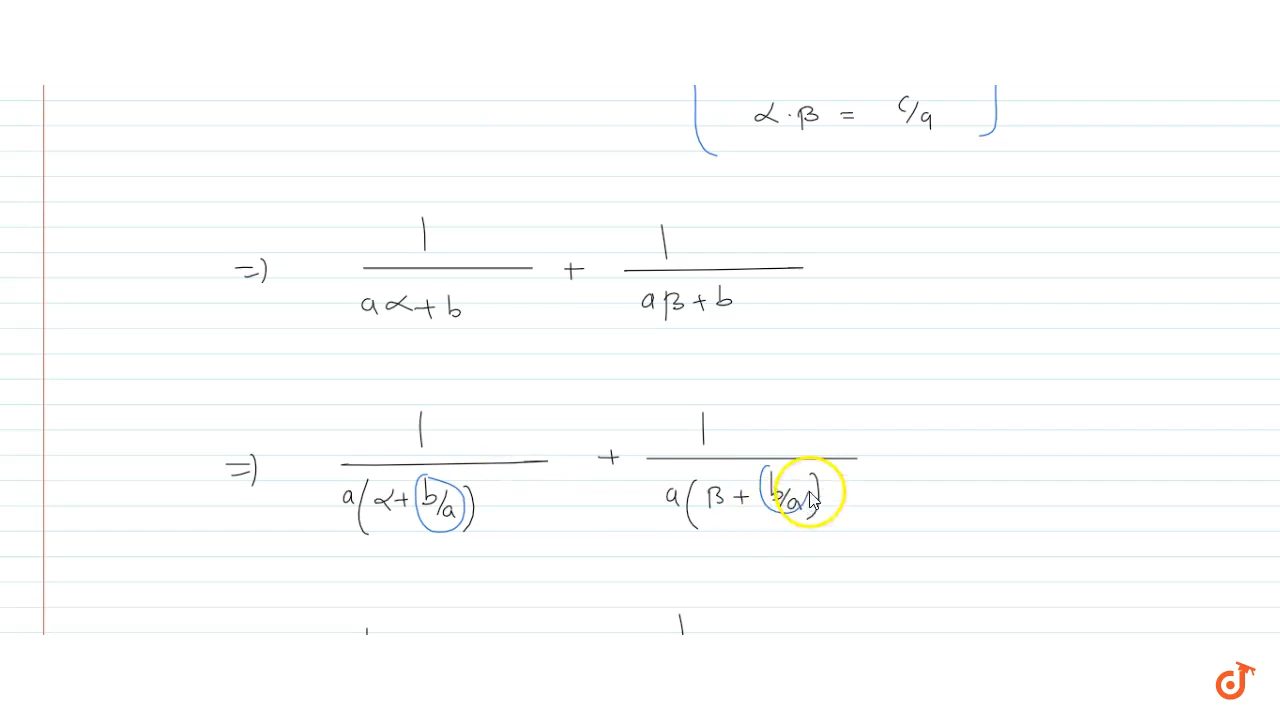 α · β = c/a
=) 1/(aα + b) + 1/(aβ + b)
=) 1/(a(α + b/a)) + 1/(a(β + b/a))